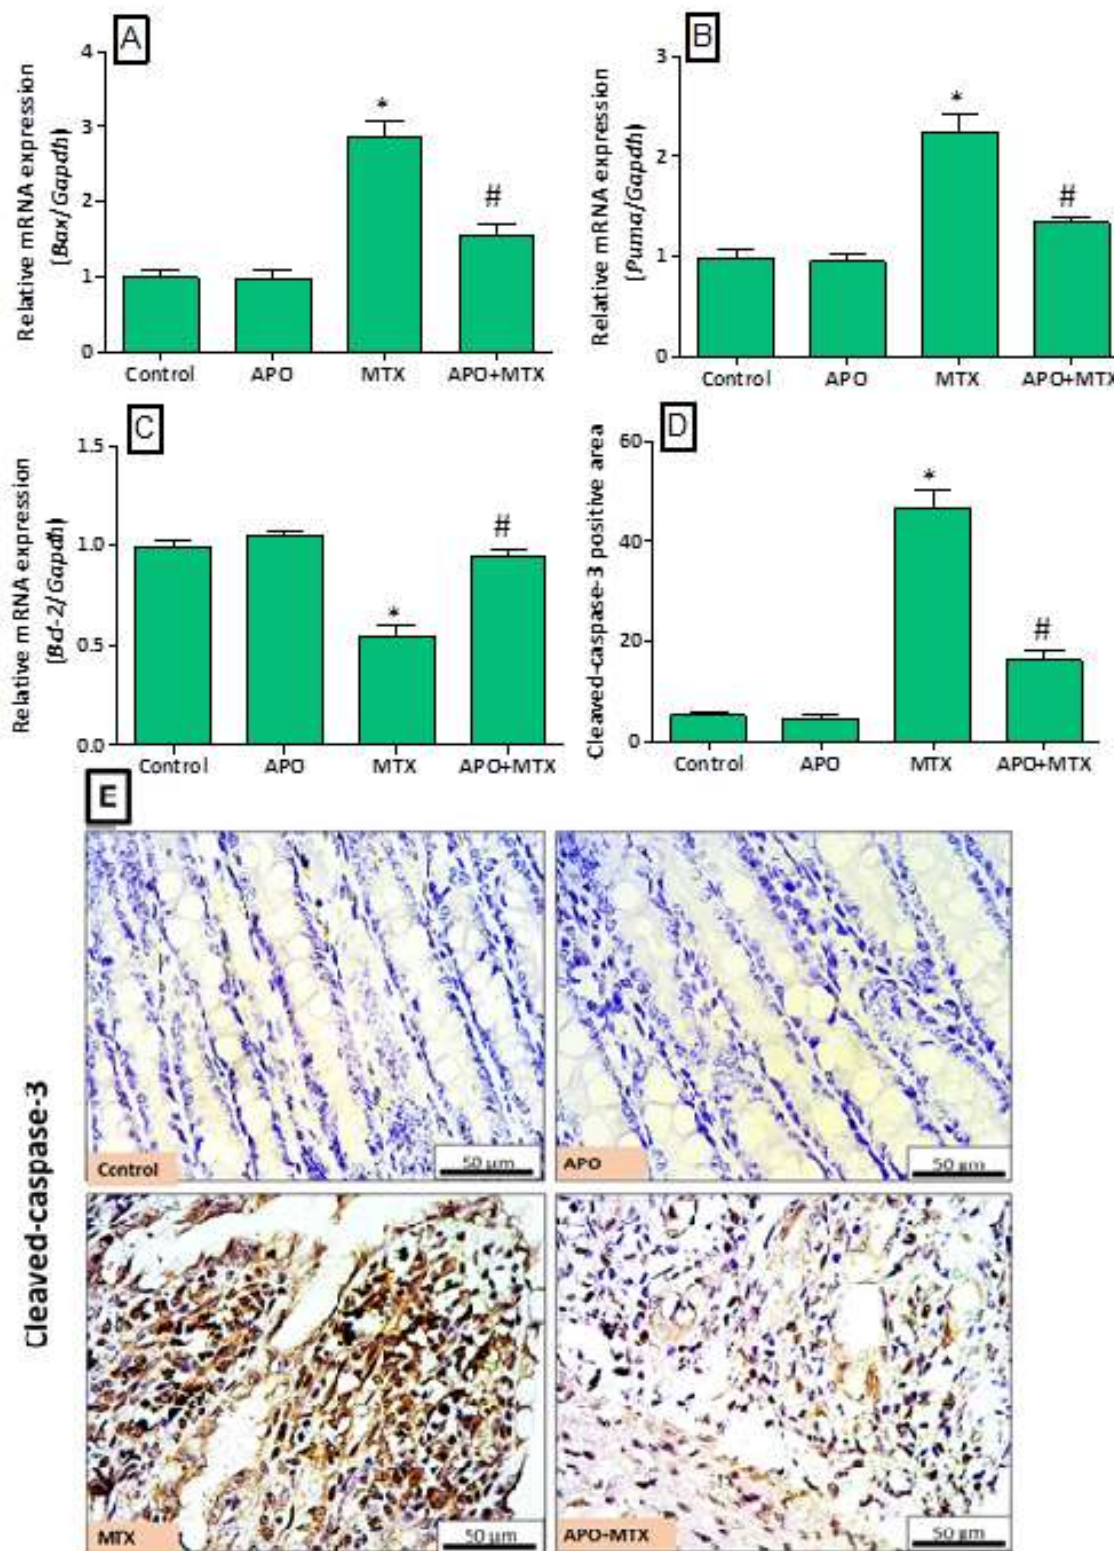 A
Relative mRNA expression
(Bax/Gapdh)
4
3
2
1
0
*
#
Control APO MTX APO+MTX
B
Relative mRNA expression
(Puma/Gapdh)
3
2
1
0
*
#
Control APO MTX APO+MTX
C
Relative mRNA expression
(Bcl-2/Gapdh)
1.5
1.0
0.5
0.0
*
#
Control APO MTX APO+MTX
D
Cleaved-caspase-3 positive area
60
40
20
0
*
#
Control APO MTX APO+MTX
E
Cleaved-caspase-3
Control 50 µm
APO 50 µm
MTX 50 µm
APO+MTX 50 µm